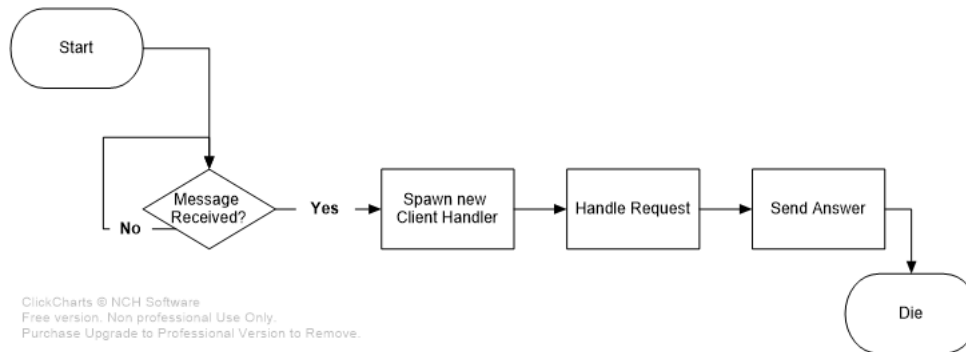 Start
Message
Received?
No
Yes
Spawn new
Client Handler
Handle Request
Send Answer
Die
ClickCharts © NCH Software
Free version. Non professional Use Only.
Purchase Upgrade to Professional Version to Remove.